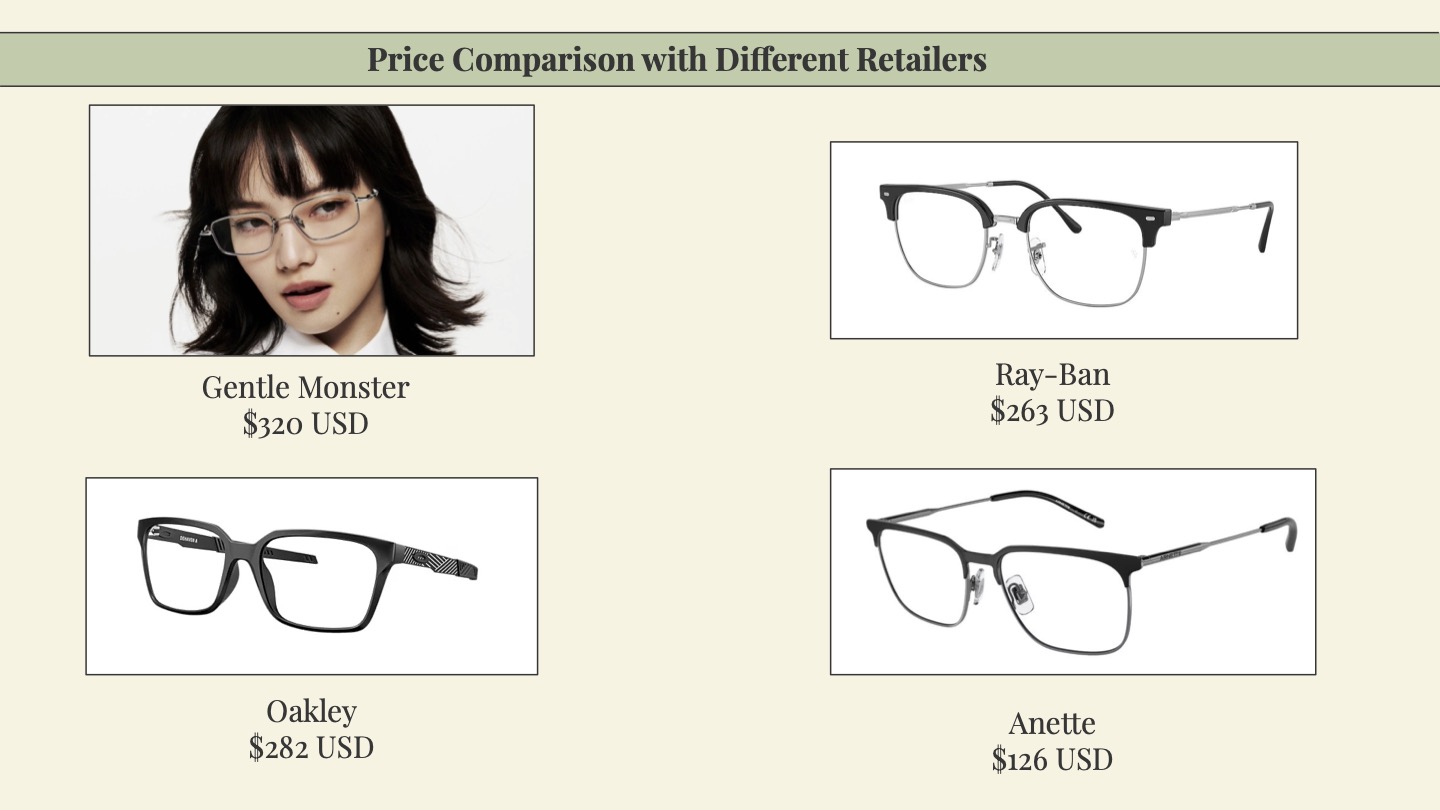 Price Comparison with Different Retailers
Gentle Monster
$320 USD
Ray-Ban
$263 USD
Oakley
$282 USD
Anette
$126 USD